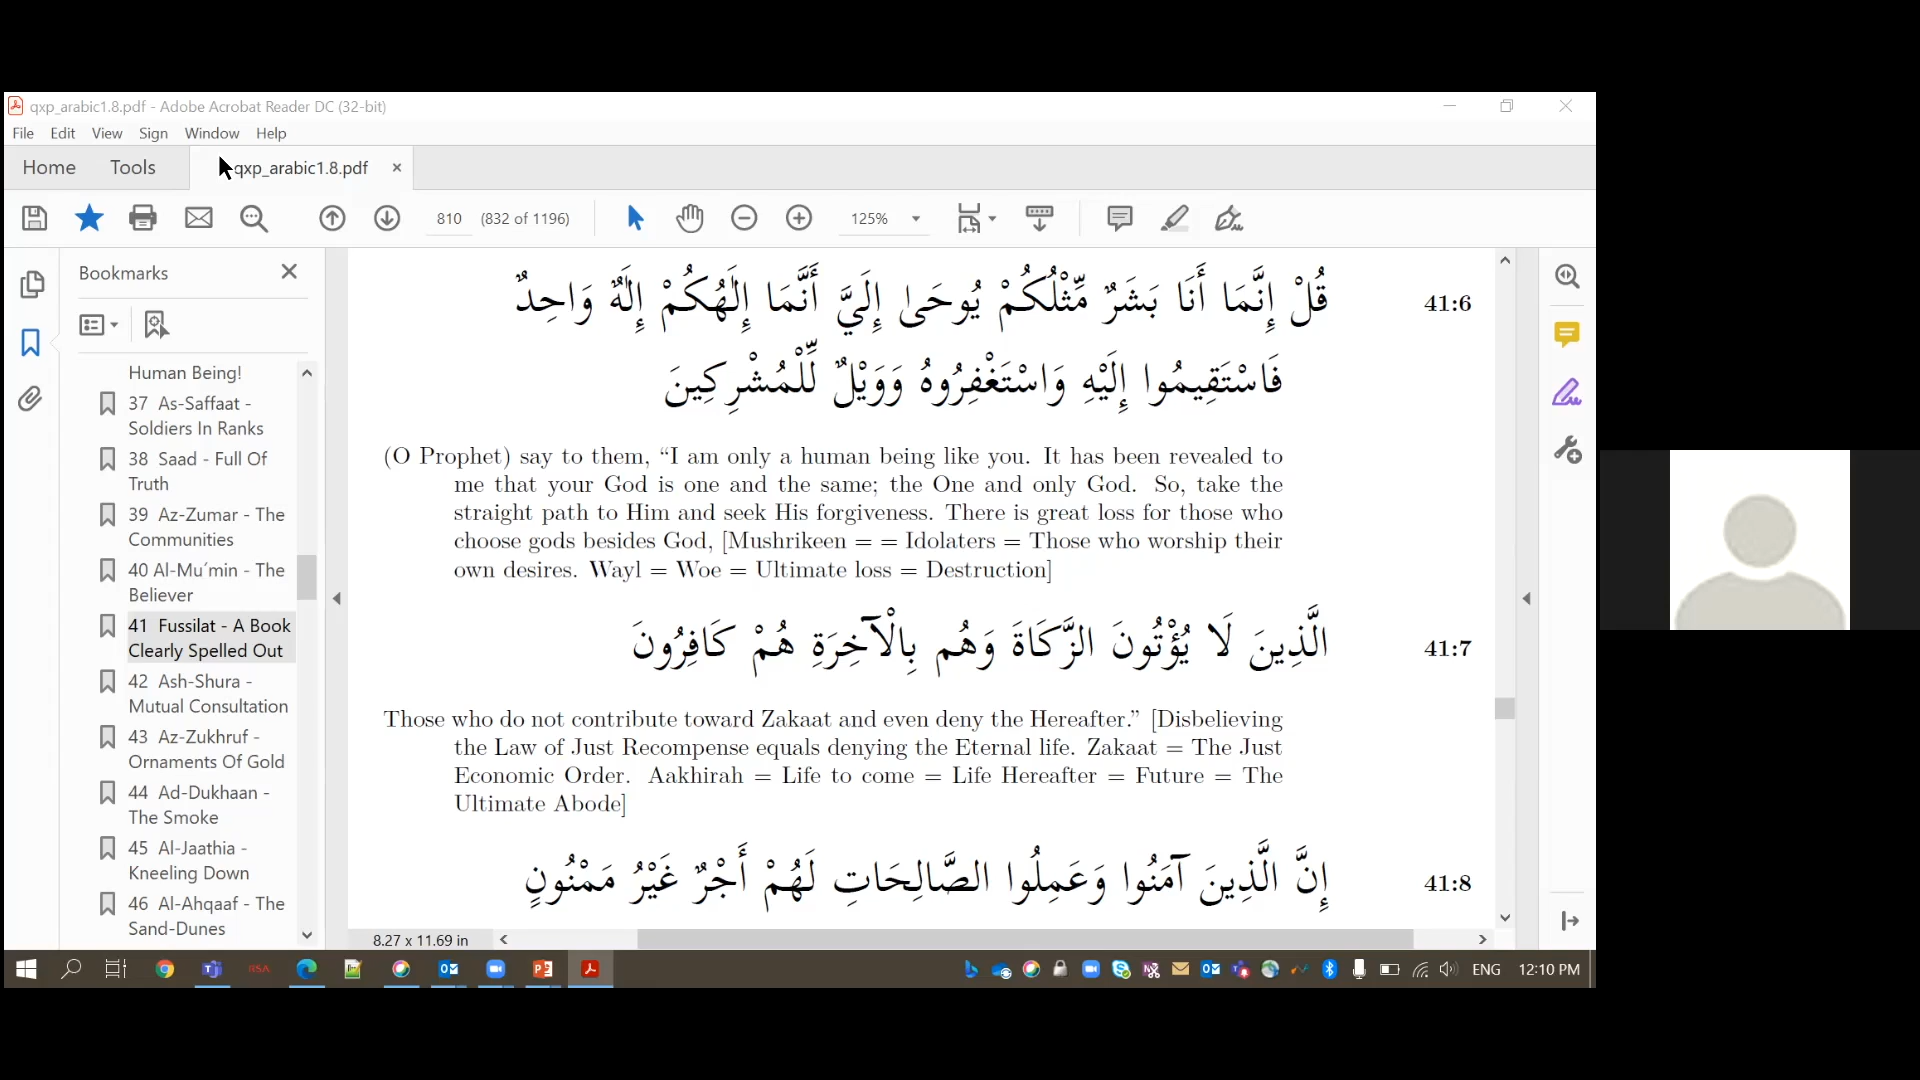 qxp_arabic1.8.pdf - Adobe Acrobat Reader DC (32-bit)
File Edit View Sign Window Help
Home Tools qxp_arabic1.8.pdf ×
810 (832 of 1196) 125%
Bookmarks
Human Being!
37 As-Saffaat -
Soldiers In Ranks
38 Saad - Full Of
Truth
39 Az-Zumar - The
Communities
40 Al-Mu´min - The
Believer
41 Fussilat - A Book
Clearly Spelled Out
42 Ash-Shura -
Mutual Consultation
43 Az-Zukhruf -
Ornaments Of Gold
44 Ad-Dukhaan -
The Smoke
45 Al-Jaathia -
Kneeling Down
46 Al-Ahqaaf - The
Sand-Dunes
41:6 قُلْ إِنَّمَا أَنَا بَشَرٌ مِّثْلُكُمْ يُوحَىٰ إِلَيَّ أَنَّمَا إِلَٰهُكُمْ إِلَٰهٌ وَاحِدٌ
فَاسْتَقِيمُوا إِلَيْهِ وَاسْتَغْفِرُوهُ وَوَيْلٌ لِّلْمُشْرِكِينَ
(O Prophet) say to them, “I am only a human being like you. It has been revealed to
me that your God is one and the same; the One and only God. So, take the
straight path to Him and seek His forgiveness. There is great loss for those who
choose gods besides God, [Mushrikeen = = Idolaters = Those who worship their
own desires. Wayl = Woe = Ultimate loss = Destruction]
41:7 الَّذِينَ لَا يُؤْتُونَ الزَّكَاةَ وَهُم بِالْآخِرَةِ هُمْ كَافِرُونَ
Those who do not contribute toward Zakaat and even deny the Hereafter.” [Disbelieving
the Law of Just Recompense equals denying the Eternal life. Zakaat = The Just
Economic Order. Aakhirah = Life to come = Life Hereafter = Future = The
Ultimate Abode]
41:8 إِنَّ الَّذِينَ آمَنُوا وَعَمِلُوا الصَّالِحَاتِ لَهُمْ أَجْرٌ غَيْرُ مَمْنُونٍ
8.27 x 11.69 in
RSA ENG 12:10 PM